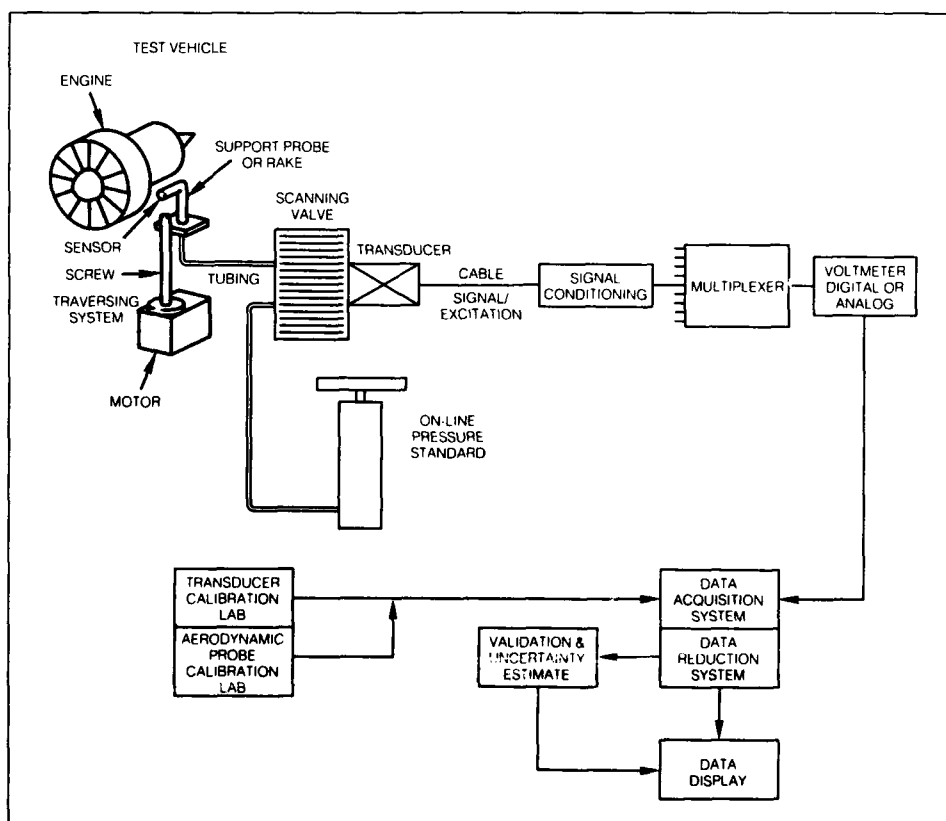 TEST VEHICLE
ENGINE
SUPPORT PROBE
OR RAKE
SENSOR
SCREW
TRAVERSING
SYSTEM
MOTOR
TUBING
SCANNING
VALVE
TRANSDUCER
CABLE
SIGNAL/
EXCITATION
SIGNAL
CONDITIONING
MULTIPLEXER
VOLTMETER
DIGITAL OR
ANALOG
ON-LINE
PRESSURE
STANDARD
TRANSDUCER
CALIBRATION
LAB
AERODYNAMIC
PROBE
CALIBRATION
LAB
DATA
ACQUISITION
SYSTEM
VALIDATION &
UNCERTAINTY
ESTIMATE
DATA
REDUCTION
SYSTEM
DATA
DISPLAY